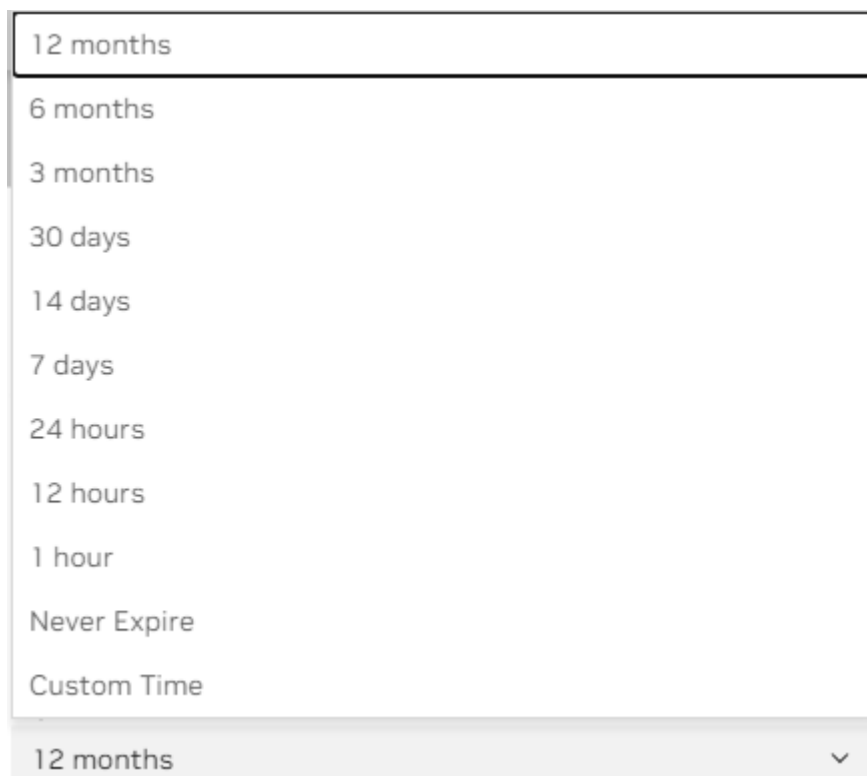 12 months
6 months
3 months
30 days
14 days
7 days
24 hours
12 hours
1 hour
Never Expire
Custom Time
12 months